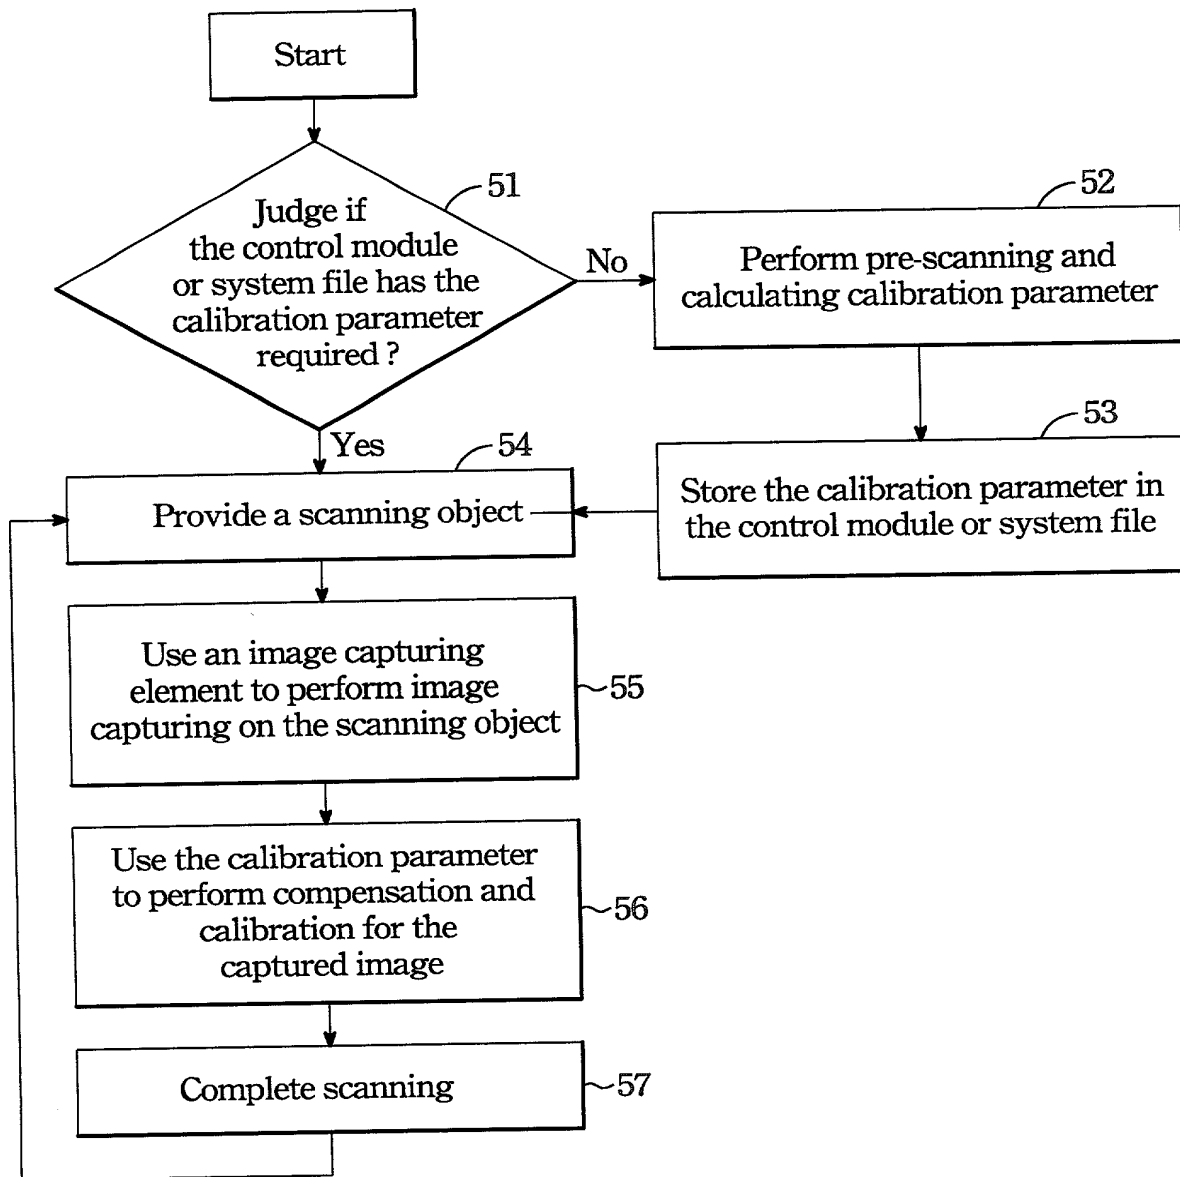 Start
51
Judge if
the control module
or system file has the
calibration parameter
required ?
No
52
Perform pre-scanning and
calculating calibration parameter
53
Store the calibration parameter in
the control module or system file
Yes
54
Provide a scanning object
Use an image capturing
element to perform image
capturing on the scanning object
55
Use the calibration parameter
to perform compensation and
calibration for the
captured image
56
Complete scanning
57